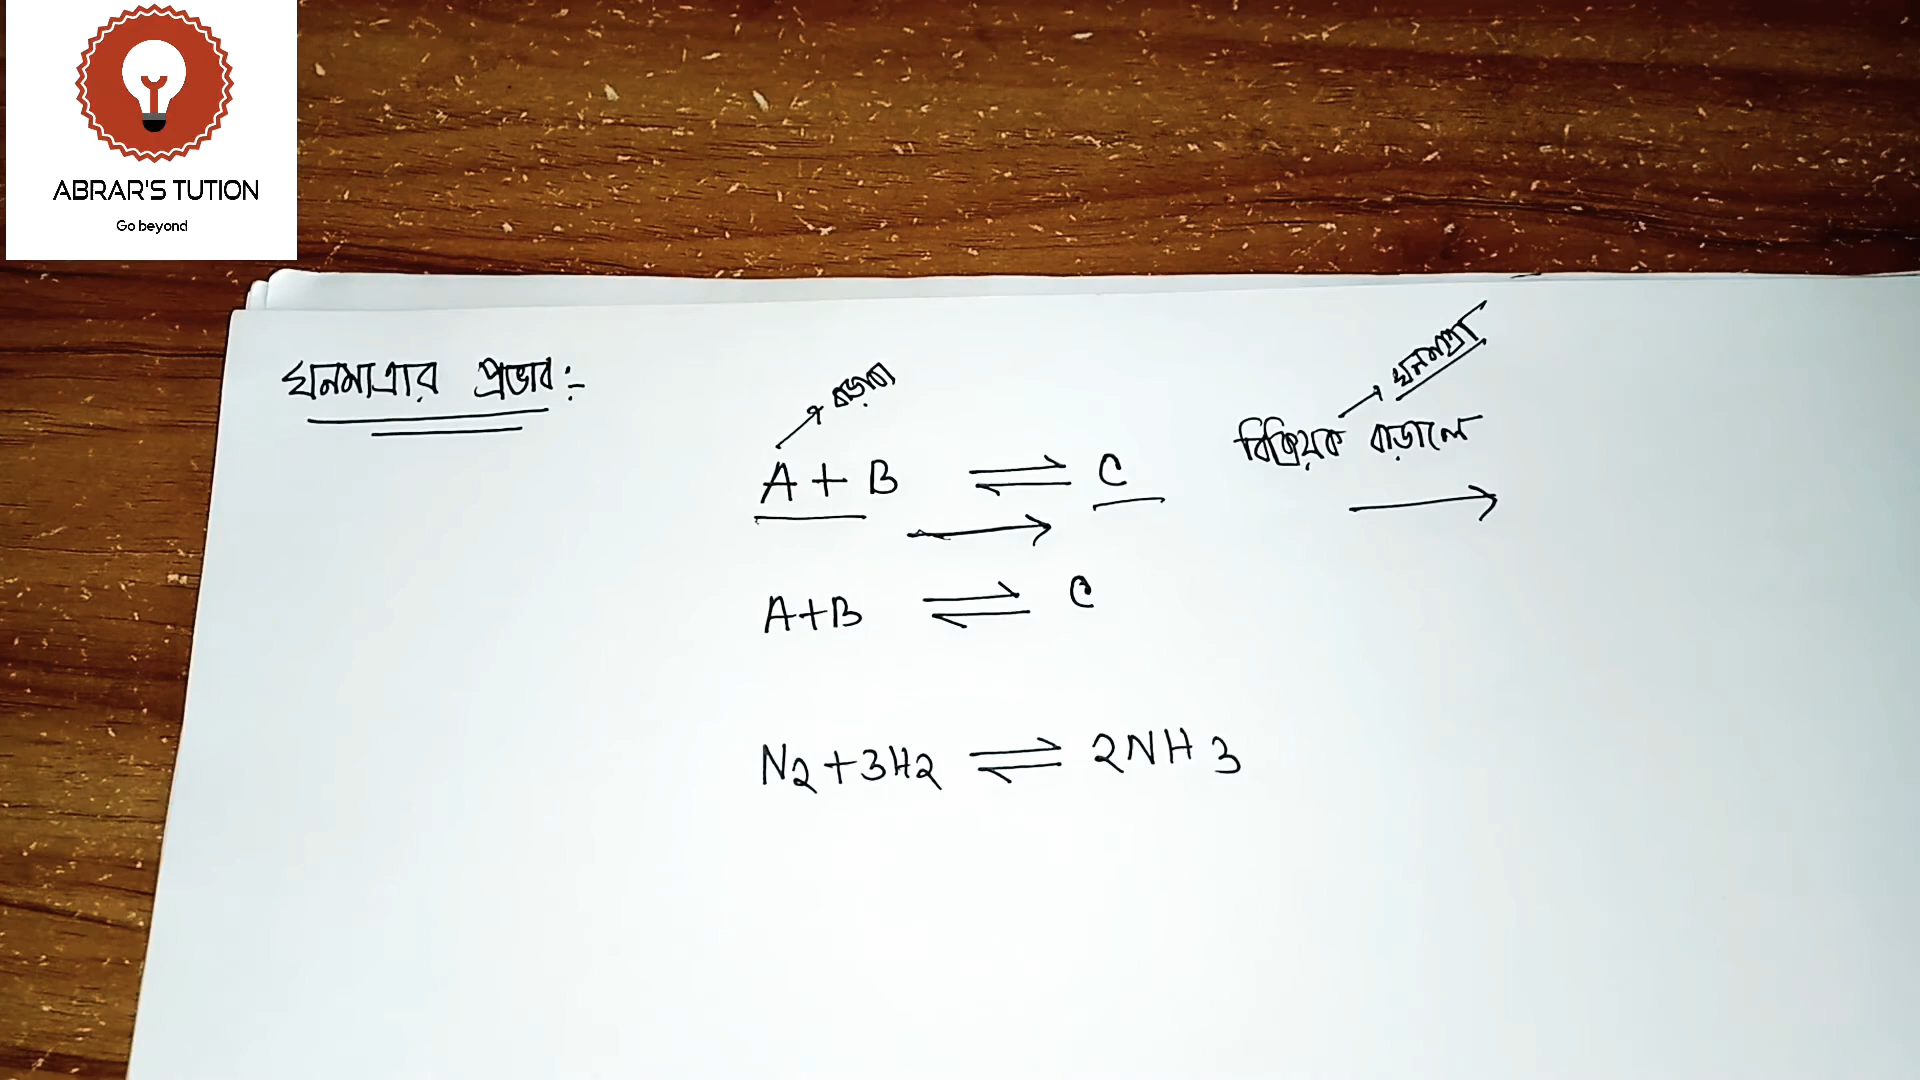 ABRAR'S TUTION
Go beyond
ঘনমাত্রার প্রভাব:-
ঘনমাত্রা
বিক্রিয়ক বাড়ালে
A + B ⇌ C
→
A+B ⇌ C
N2+3H2 ⇌ 2NH3